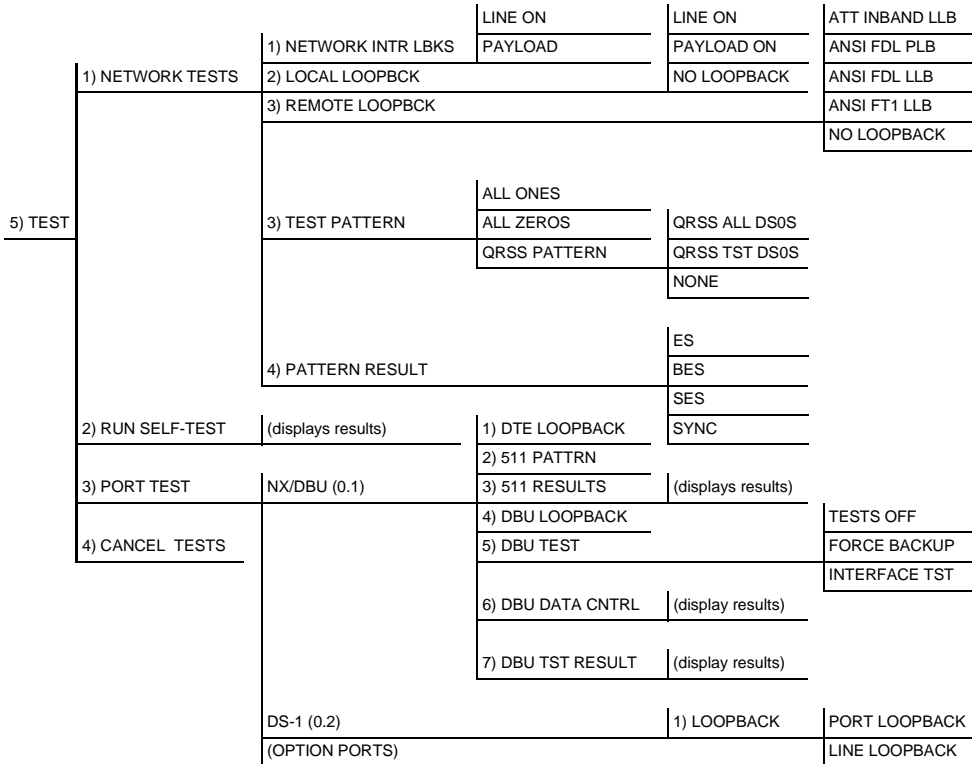 LINE ON LINE ON ATT INBAND LLB
1) NETWORK INTR LBKS PAYLOAD PAYLOAD ON ANSI FDL PLB
1) NETWORK TESTS 2) LOCAL LOOPBCK NO LOOPBACK ANSI FDL LLB
3) REMOTE LOOPBCK ANSI FT1 LLB
NO LOOPBACK
ALL ONES
5) TEST 3) TEST PATTERN ALL ZEROS QRSS ALL DS0S
QRSS PATTERN QRSS TST DS0S
NONE
ES
4) PATTERN RESULT BES
SES
2) RUN SELF-TEST (displays results) 1) DTE LOOPBACK SYNC
2) 511 PATTRN
3) PORT TEST NX/DBU (0.1) 3) 511 RESULTS (displays results)
4) DBU LOOPBACK TESTS OFF
4) CANCEL TESTS 5) DBU TEST FORCE BACKUP
INTERFACE TST
6) DBU DATA CNTRL (display results)
7) DBU TST RESULT (display results)
DS-1 (0.2) 1) LOOPBACK PORT LOOPBACK
(OPTION PORTS) LINE LOOPBACK